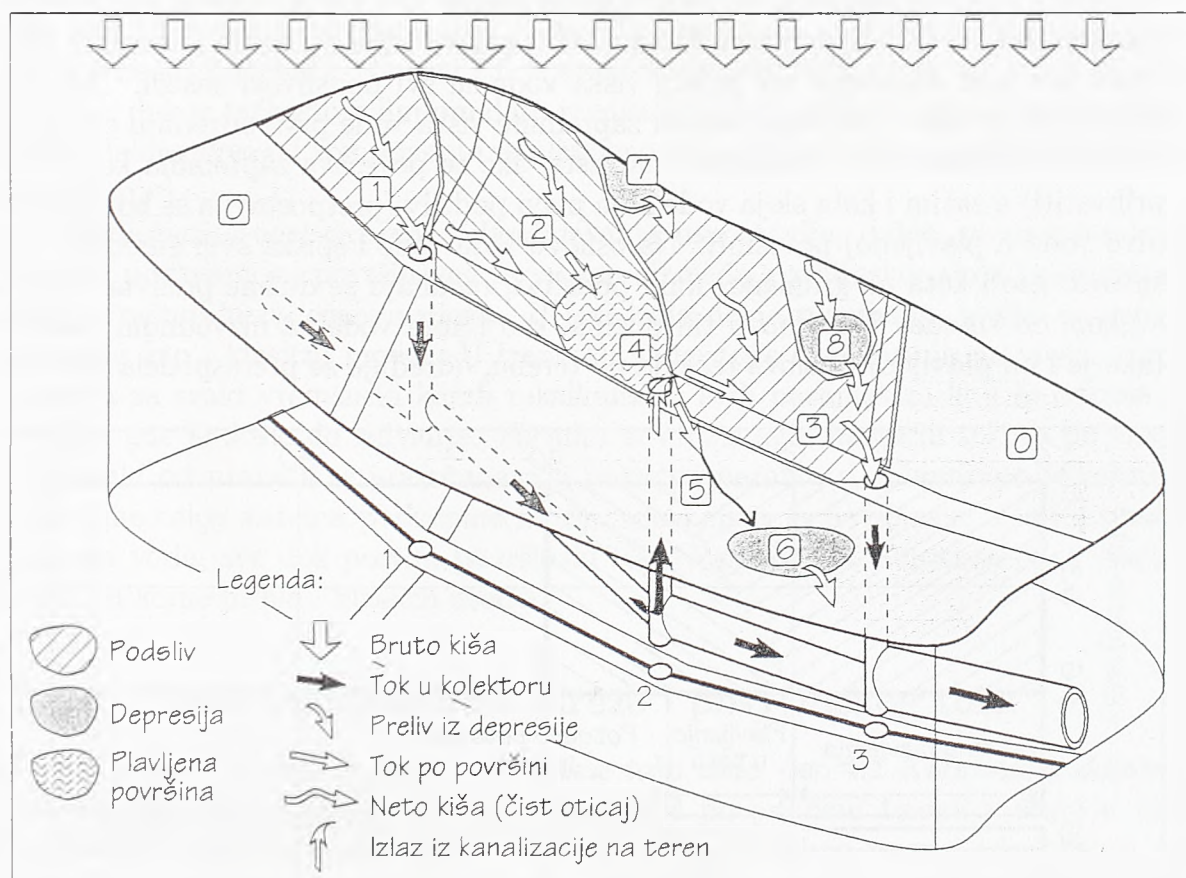 7
0
1
2
8
4
3
0
5
6
1
2
3
Legenda:
Podsliv
Depresija
Plavljena
površina
Bruto kiša
Tok u kolektoru
Preliv iz depresije
Tok po površini
Neto kiša (čist oticaj)
Izlaz iz kanalizacije na teren